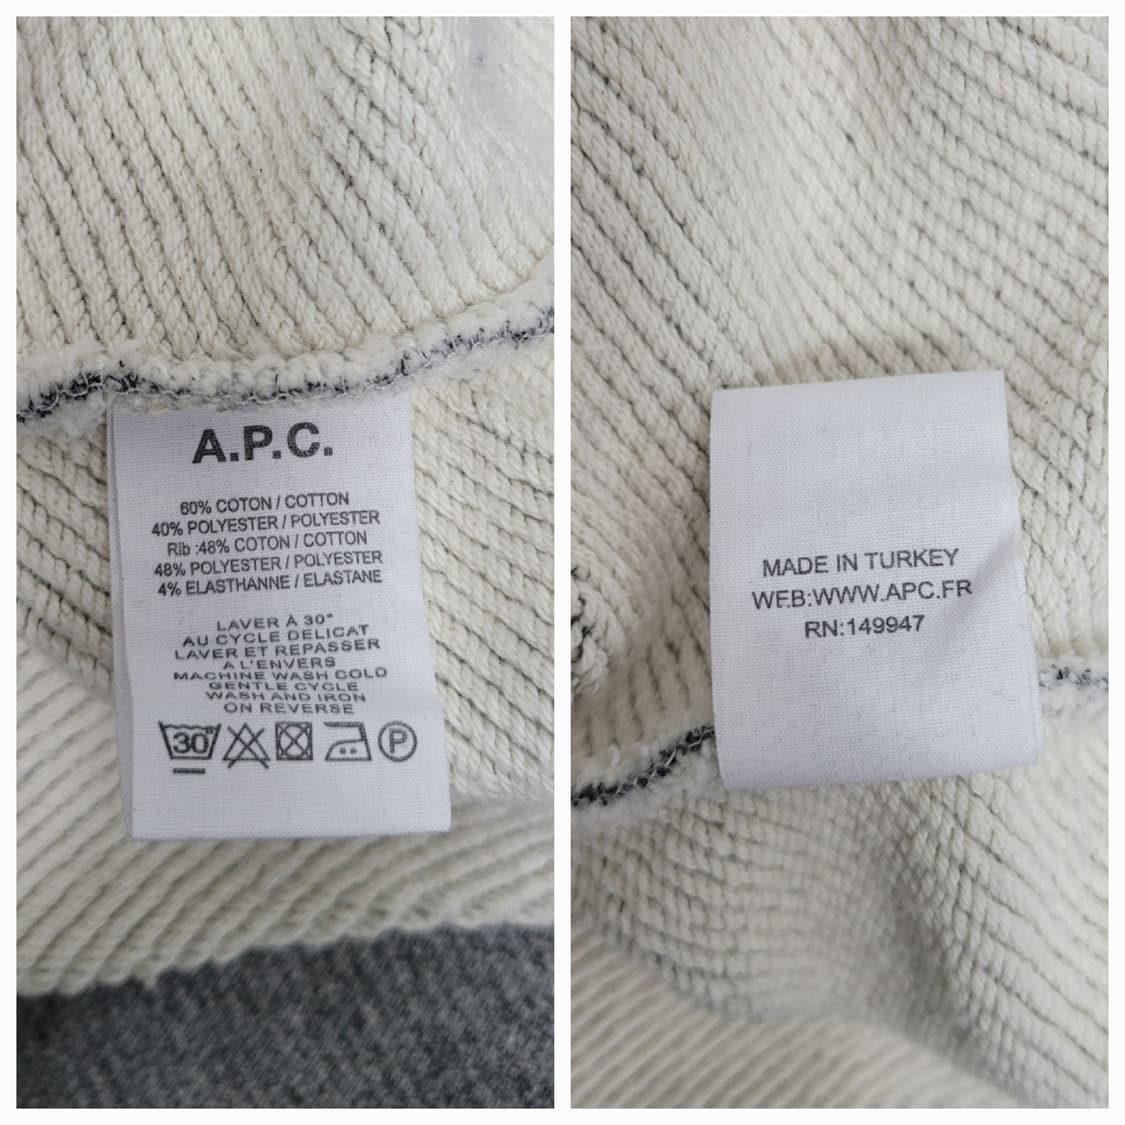 A.P.C.
60% COTON / COTTON
40% POLYESTER / POLYESTER
Rib :48% COTON / COTTON
48% POLYESTER / POLYESTER
4% ELASTHANNE / ELASTANE
LAVER À 30°
AU CYCLE DELICAT
LAVER ET REPASSER
A L'ENVERS
MACHINE WASH COLD
GENTLE CYCLE
WASH AND IRON
ON REVERSE
30° P
MADE IN TURKEY
WEB:WWW.APC.FR
RN:149947